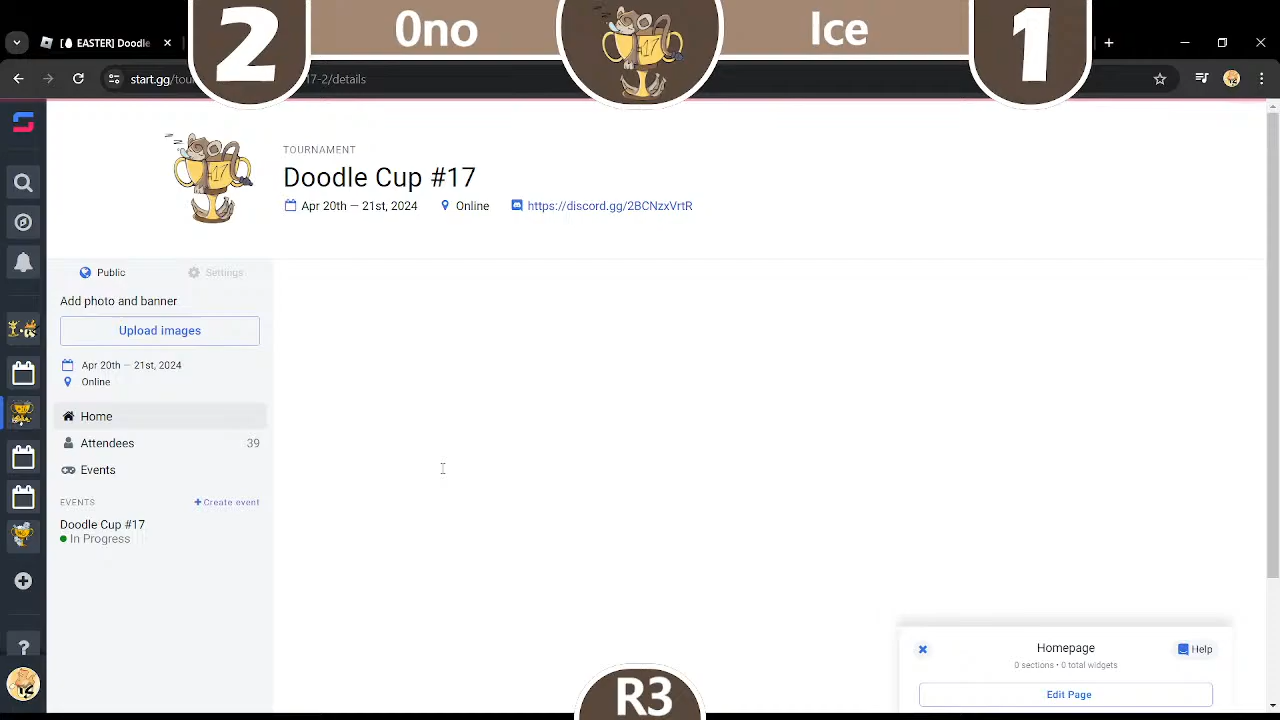 2 0no Ice 1
17
[🥚 EASTER] Doodle
start.gg/tou 17-2/details
TOURNAMENT
Doodle Cup #17
Apr 20th — 21st, 2024 Online https://discord.gg/2BCNzxVrtR
17
Public Settings
Add photo and banner
Upload images
Apr 20th — 21st, 2024
Online
Home
Attendees 39
Events
EVENTS + Create event
Doodle Cup #17
In Progress
Homepage Help
0 sections • 0 total widgets
Edit Page
R3